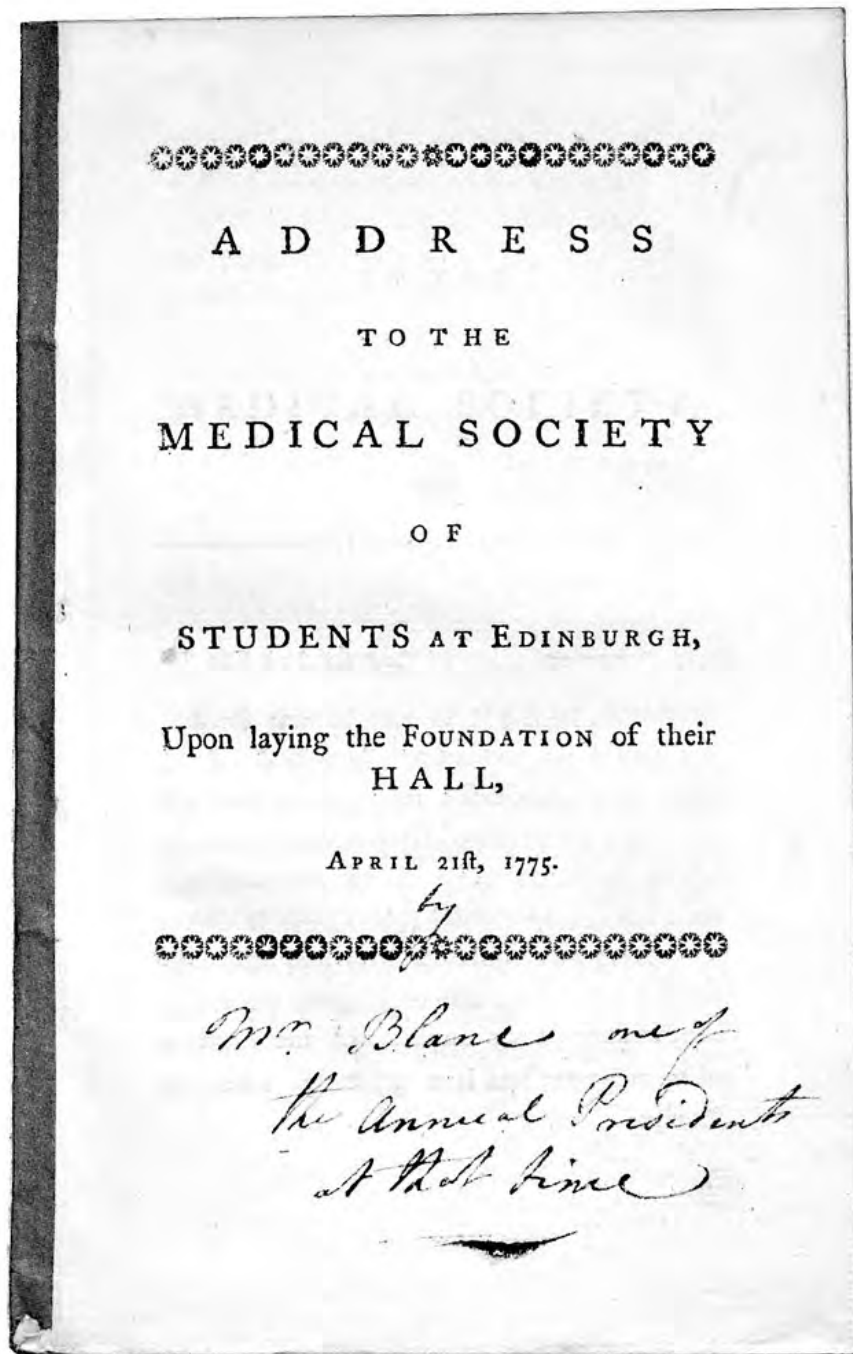 ADDRESS
TO THE
MEDICAL SOCIETY
OF
STUDENTS AT EDINBURGH,
Upon laying the FOUNDATION of their
HALL,
APRIL 21ſt, 1775.
by
Mr. Blane one of
the Annual Presidents
at that time